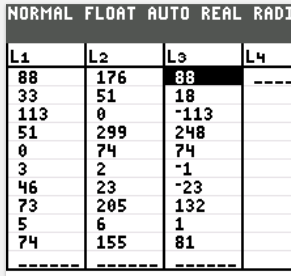 NORMAL FLOAT AUTO REAL RADI
L1 L2 L3 L4
88 176 88 ----
33 51 18
113 0 -113
51 299 248
0 74 74
3 2 -1
46 23 -23
73 205 132
5 6 1
74 155 81
------ ------ ------